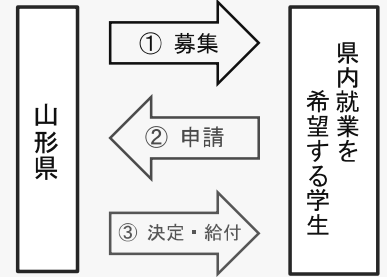 山形県
① 募集
② 申請
③ 決定・給付
県内就業を
希望する学生